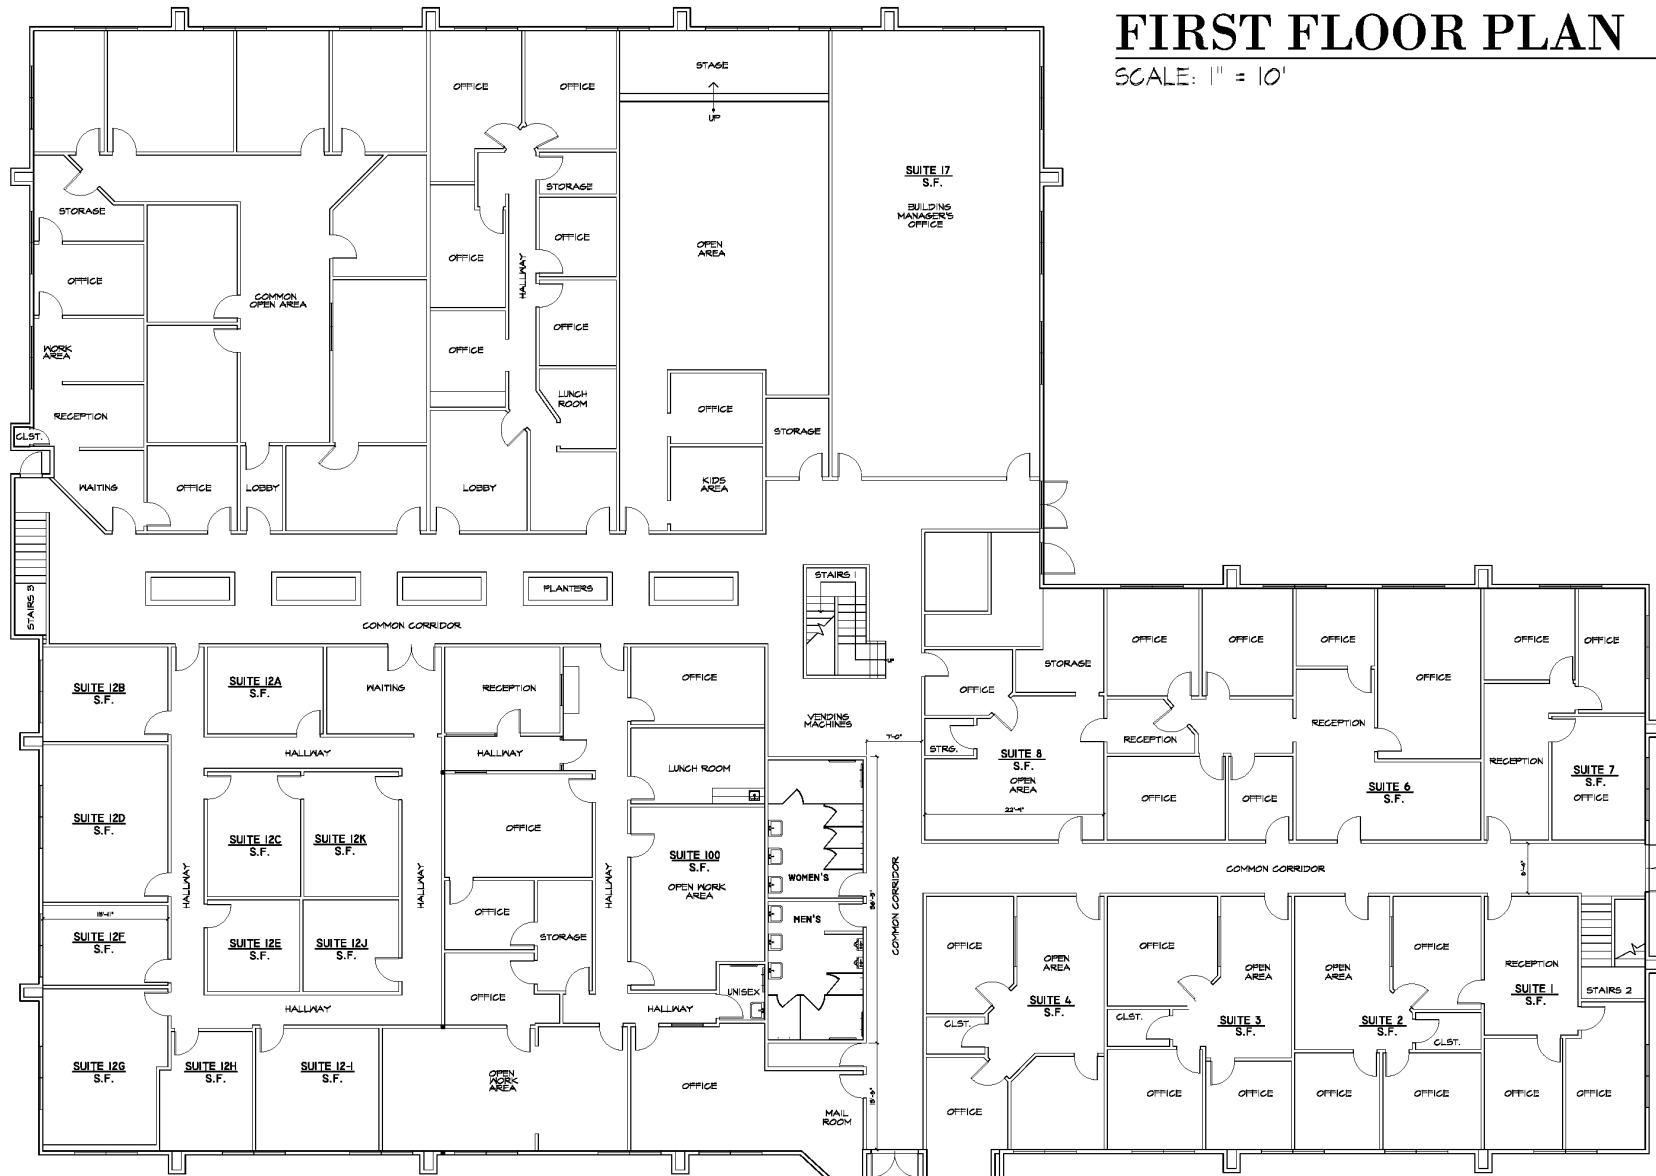 FIRST FLOOR PLAN
SCALE: 1" = 10'
STAGE
UP
OFFICE
OFFICE
SUITE 17
S.F.
BUILDING
MANAGER'S
OFFICE
STORAGE
STORAGE
OFFICE
OPEN
AREA
OFFICE
HALLWAY
OFFICE
COMMON
OPEN AREA
OFFICE
OFFICE
WORK
AREA
LUNCH
ROOM
RECEPTION
OFFICE
STORAGE
CLST.
WAITING
OFFICE
LOBBY
LOBBY
KIDS
AREA
STAIRS 3
PLANTERS
STAIRS 1
UP
COMMON CORRIDOR
VENDING
MACHINES
SUITE 12B
S.F.
SUITE 12A
S.F.
WAITING
RECEPTION
OFFICE
HALLWAY
HALLWAY
LUNCH ROOM
SUITE 12D
S.F.
SUITE 12C
S.F.
SUITE 12K
S.F.
OFFICE
SUITE 100
S.F.
OPEN WORK
AREA
HALLWAY
HALLWAY
HALLWAY
WOMEN'S
MEN'S
COMMON CORRIDOR
7'-0"
SUITE 12F
S.F.
SUITE 12E
S.F.
SUITE 12J
S.F.
OFFICE
STORAGE
OFFICE
UNISEX
HALLWAY
HALLWAY
SUITE 12G
S.F.
SUITE 12H
S.F.
SUITE 12-I
S.F.
OPEN
WORK
AREA
OFFICE
MAIL
ROOM
OFFICE
STORAGE
STRG.
SUITE 8
S.F.
OPEN
AREA
OFFICE
OFFICE
OFFICE
OFFICE
OFFICE
OFFICE
RECEPTION
RECEPTION
RECEPTION
OFFICE
OFFICE
SUITE 6
S.F.
SUITE 7
S.F.
OFFICE
COMMON CORRIDOR
OFFICE
OPEN
AREA
SUITE 4
S.F.
CLST.
OFFICE
OFFICE
CLST.
OPEN
AREA
SUITE 3
S.F.
OFFICE
OFFICE
OPEN
AREA
SUITE 2
S.F.
OFFICE
CLST.
OFFICE
OFFICE
RECEPTION
SUITE 1
S.F.
STAIRS 2
OFFICE
OFFICE